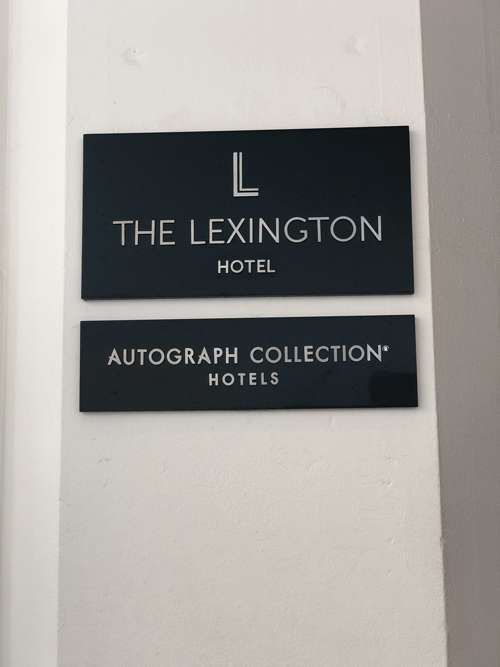 L
THE LEXINGTON
HOTEL
AUTOGRAPH COLLECTION®
HOTELS